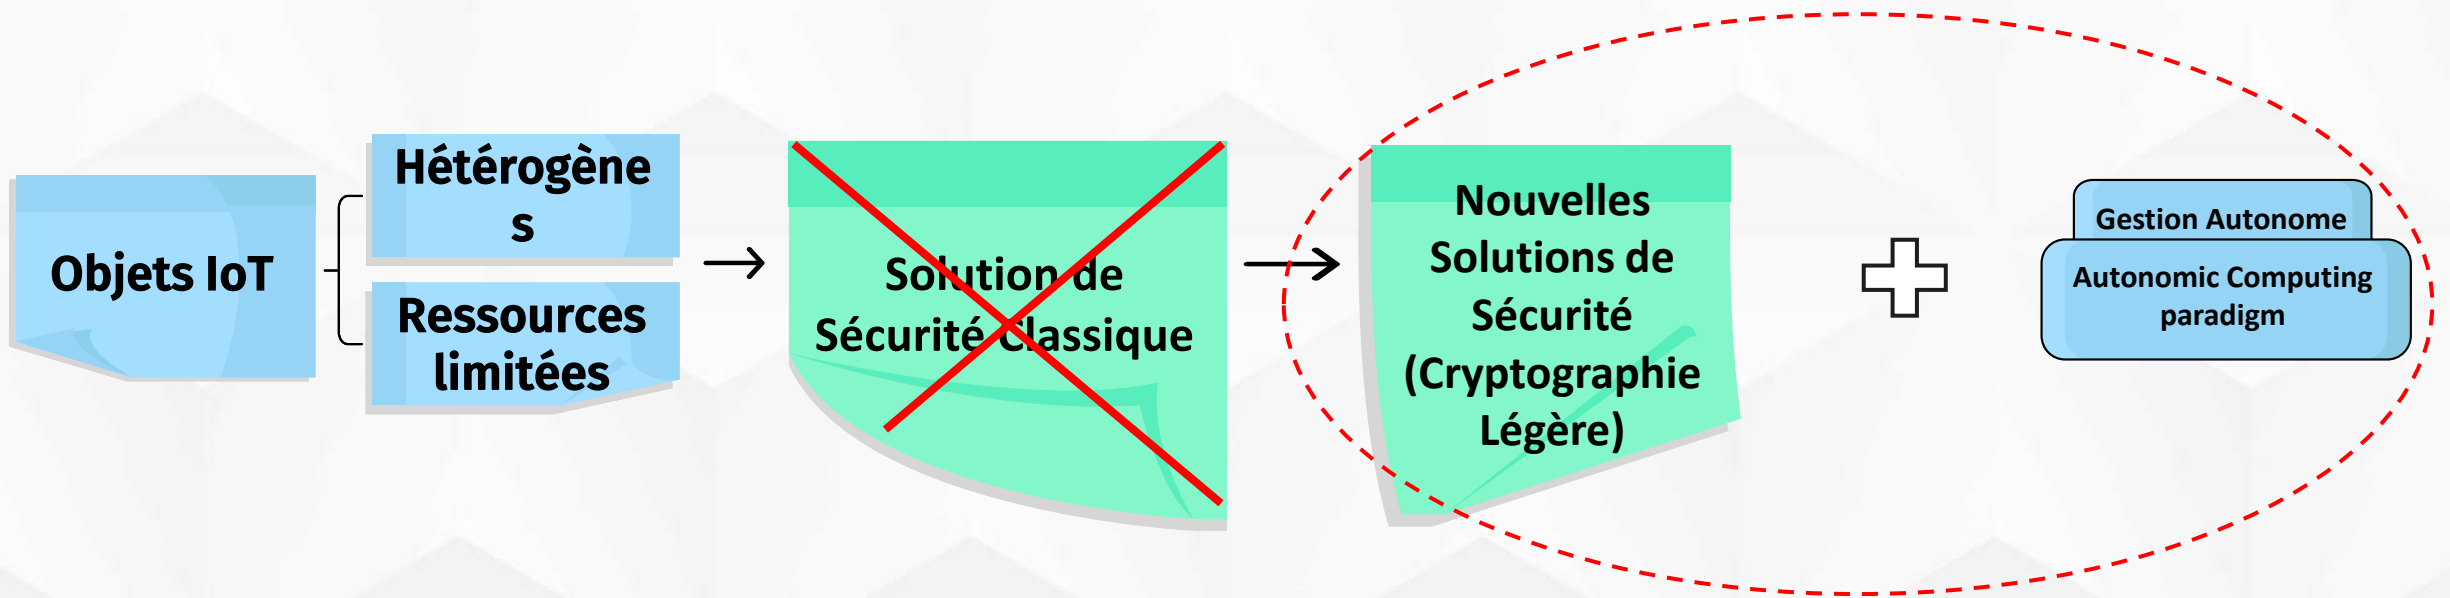 Objets IoT
Hétérogène
s
Ressources
limitées
Solution de
Sécurité Classique
Nouvelles
Solutions de
Sécurité
(Cryptographie
Légère)
Gestion Autonome
Autonomic Computing
paradigm